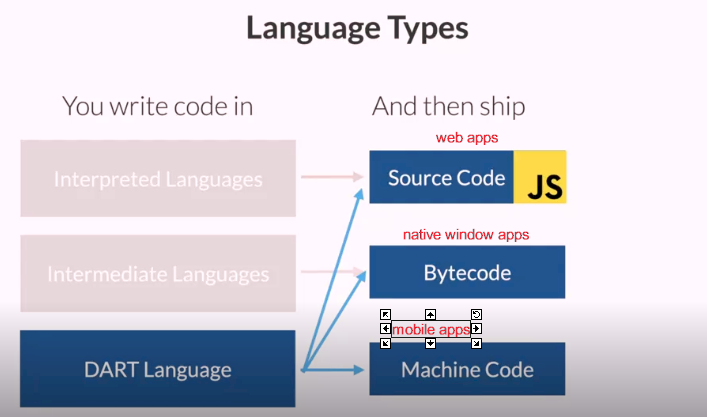 Language Types
You write code in
And then ship
web apps
Interpreted Languages
Source Code
JS
native window apps
Intermediate Languages
Bytecode
mobile apps
DART Language
Machine Code